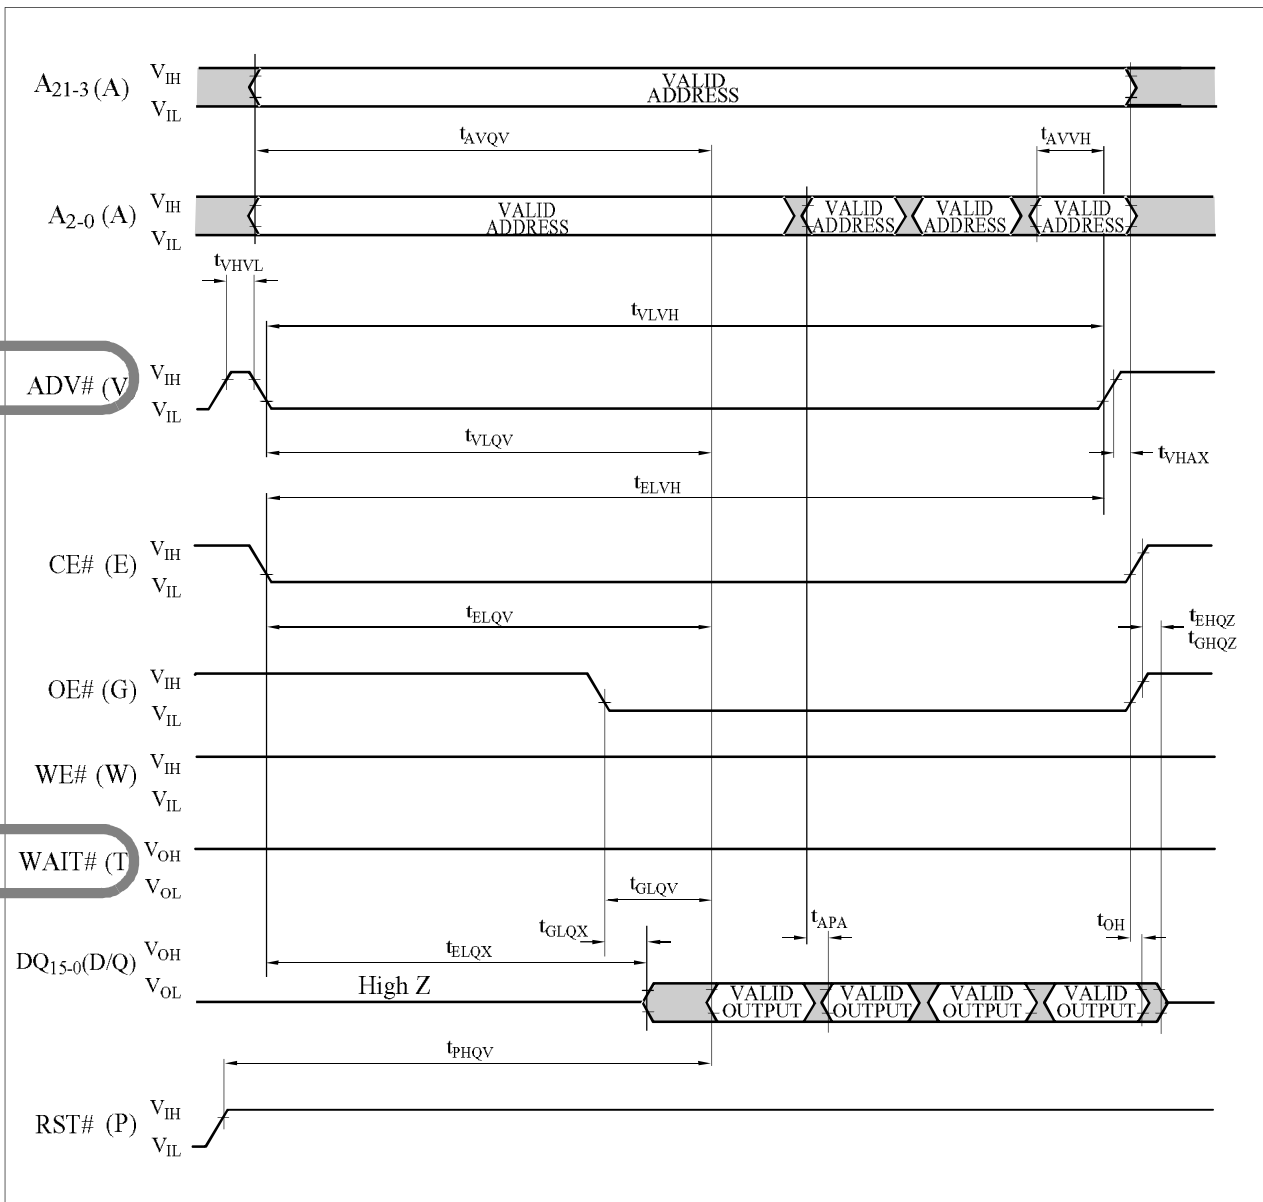 A21-3 (A) VIH VIL VALID ADDRESS
tAVQV tAVVH
A2-0 (A) VIH VIL VALID ADDRESS VALID ADDRESS VALID ADDRESS VALID ADDRESS
tVHVL
tVLVH
ADV# (V VIH VIL
tVLQV tVHAX
tELVH
CE# (E) VIH VIL
tELQV tEHQZ
tGHQZ
OE# (G) VIH VIL
WE# (W) VIH VIL
WAIT# (T VOH VOL
tGLQV
tGLQX tAPA tOH
tELQX
DQ15-0(D/Q) VOH VOL High Z VALID OUTPUT VALID OUTPUT VALID OUTPUT VALID OUTPUT
tPHQV
RST# (P) VIH VIL